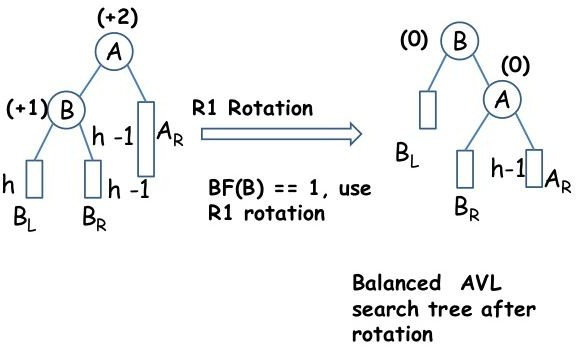 (+2)
A
(+1) B
h -1 A_R
h
h -1
B_L
B_R
R1 Rotation
BF(B) == 1, use
R1 rotation
(0) B
(0)
A
B_L
h-1 A_R
B_R
Balanced AVL
search tree after
rotation